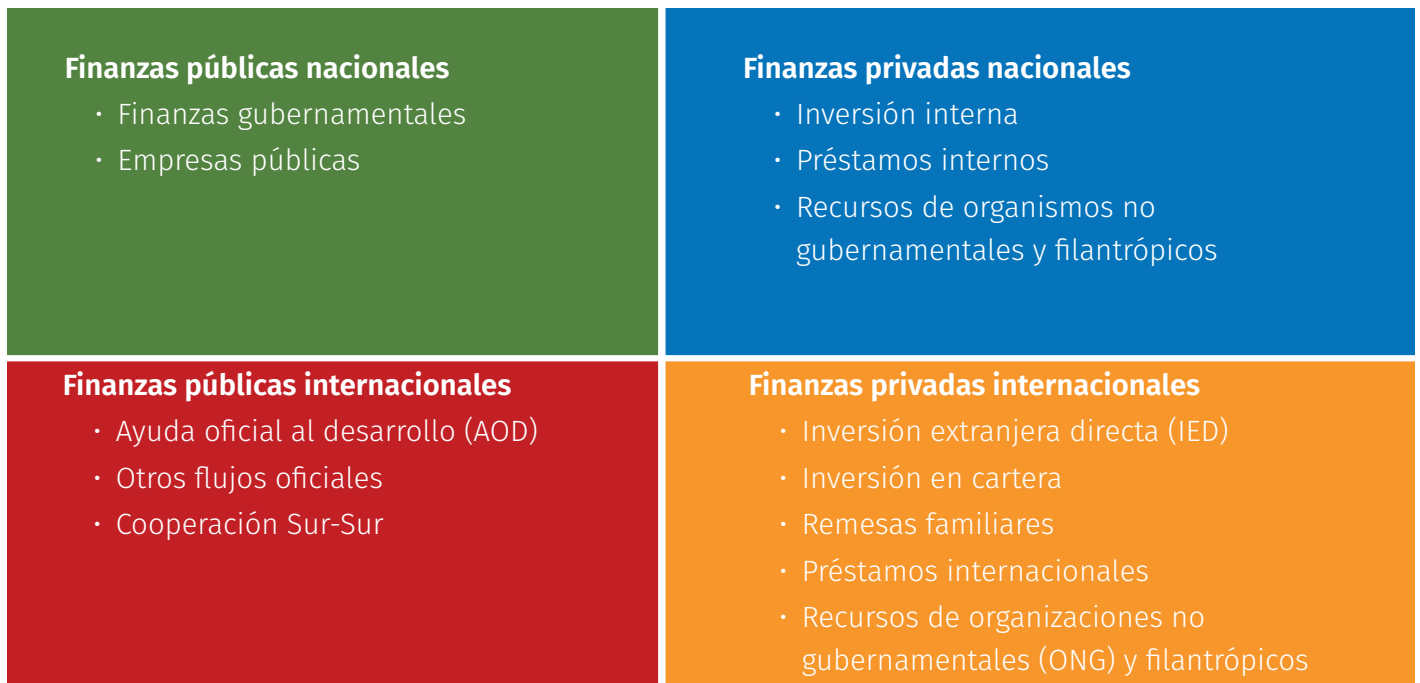 Finanzas públicas nacionales
· Finanzas gubernamentales
· Empresas públicas
Finanzas privadas nacionales
· Inversión interna
· Préstamos internos
· Recursos de organismos no
gubernamentales y filantrópicos
Finanzas públicas internacionales
· Ayuda oficial al desarrollo (AOD)
· Otros flujos oficiales
· Cooperación Sur-Sur
Finanzas privadas internacionales
· Inversión extranjera directa (IED)
· Inversión en cartera
· Remesas familiares
· Préstamos internacionales
· Recursos de organizaciones no
gubernamentales (ONG) y filantrópicos